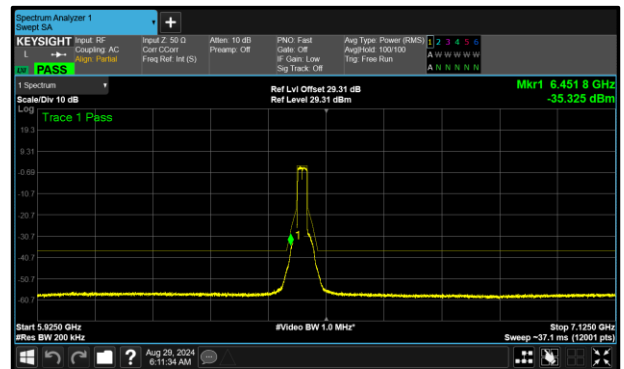 Spectrum Analyzer 1
Swept SA
KEYSIGHT Input: RF Input Z: 50 Ω Atten: 10 dB PNO: Fast Avg Type: Power (RMS) 1 2 3 4 5 6
L Coupling: AC Corr CCorr Preamp: Off Gate: Off Avg|Hold: 100/100 A W W W W W
Align: Partial Freq Ref: Int (S) IF Gain: Low Trig: Free Run
PASS Sig Track: Off A N N N N N
1 Spectrum Ref Lvl Offset 29.31 dB Mkr1 6.451 8 GHz
Scale/Div 10 dB Ref Level 29.31 dBm -35.325 dBm
Log
Trace 1 Pass
19.3
9.31
-0.69
-10.7
-20.7
-30.7
1
-40.7
-50.7
-60.7
Start 5.9250 GHz #Video BW 1.0 MHz* Stop 7.1250 GHz
#Res BW 200 kHz Sweep ~37.1 ms (12001 pts)
? Aug 29, 2024
6:11:34 AM